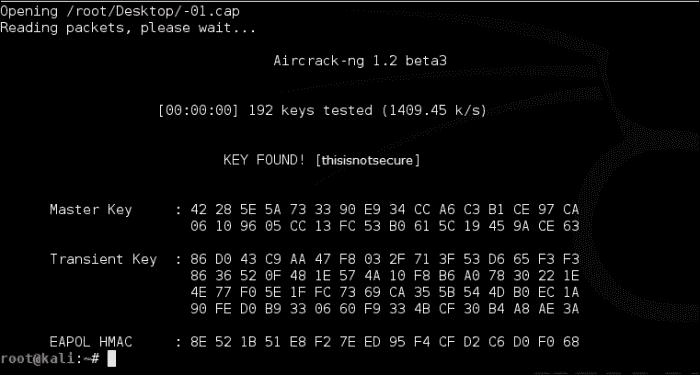 Opening /root/Desktop/-01.cap
Reading packets, please wait...
Aircrack-ng 1.2 beta3
[00:00:00] 192 keys tested (1409.45 k/s)
KEY FOUND! [thisisnotsecure]
Master Key : 42 28 5E 5A 73 33 90 E9 34 CC A6 C3 B1 CE 97 CA
06 10 96 05 CC 13 FC 53 B0 61 5C 19 45 9A CE 63
Transient Key : 86 D0 43 C9 AA 47 F8 03 2F 71 3F 53 D6 65 F3 F3
86 36 52 0F 48 1E 57 4A 10 F8 B6 A0 78 30 22 1E
4E 77 F0 5E 1F FC 73 69 CA 35 5B 54 4D B0 EC 1A
90 FE D0 B9 33 06 60 F9 33 4B CF 30 B4 A8 AE 3A
EAPOL HMAC : 8E 52 1B 51 E8 F2 7E ED 95 F4 CF D2 C6 D0 F0 68
root@kali:~#